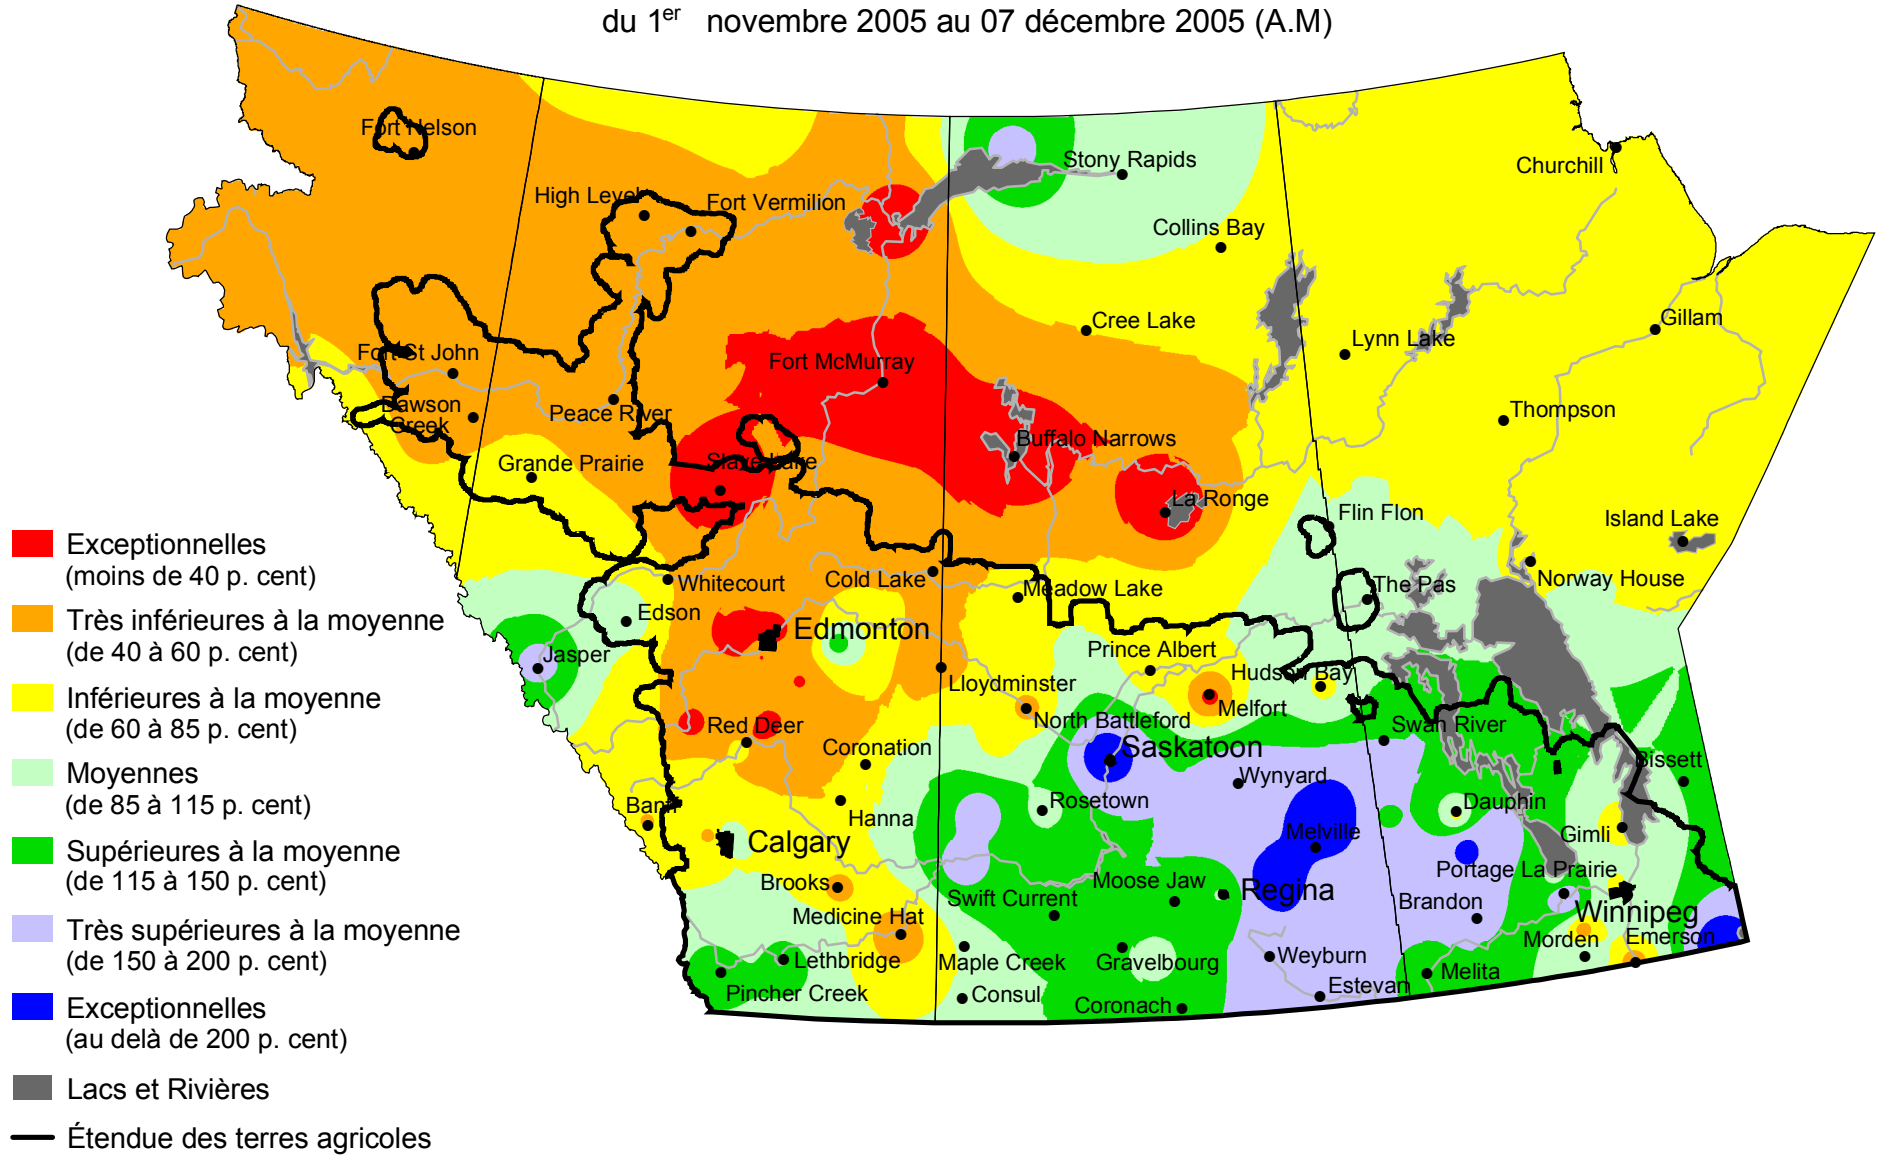 du 1er novembre 2005 au 07 décembre 2005 (A.M)
Fort Nelson
Churchill
Stony Rapids
High Level
Fort Vermilion
Collins Bay
Cree Lake
Gillam
Lynn Lake
Fort St John
Fort McMurray
Dawson
Creek
Peace River
Thompson
Buffalo Narrows
Grande Prairie
Slave Lake
La Ronge
Flin Flon
Island Lake
Whitecourt
Cold Lake
Meadow Lake
The Pas
Norway House
Edson
Edmonton
Jasper
Prince Albert
Hudson Bay
Lloydminster
Melfort
North Battleford
Swan River
Red Deer
Coronation
Saskatoon
Wynyard
Bissett
Banff
Hanna
Rosetown
Dauphin
Calgary
Melville
Gimli
Brooks
Moose Jaw
Regina
Portage La Prairie
Swift Current
Brandon
Winnipeg
Medicine Hat
Morden
Emerson
Lethbridge
Maple Creek
Gravelbourg
Weyburn
Melita
Pincher Creek
Consul
Coronach
Estevan
Exceptionnelles
(moins de 40 p. cent)
Très inférieures à la moyenne
(de 40 à 60 p. cent)
Inférieures à la moyenne
(de 60 à 85 p. cent)
Moyennes
(de 85 à 115 p. cent)
Supérieures à la moyenne
(de 115 à 150 p. cent)
Très supérieures à la moyenne
(de 150 à 200 p. cent)
Exceptionnelles
(au delà de 200 p. cent)
Lacs et Rivières
Étendue des terres agricoles